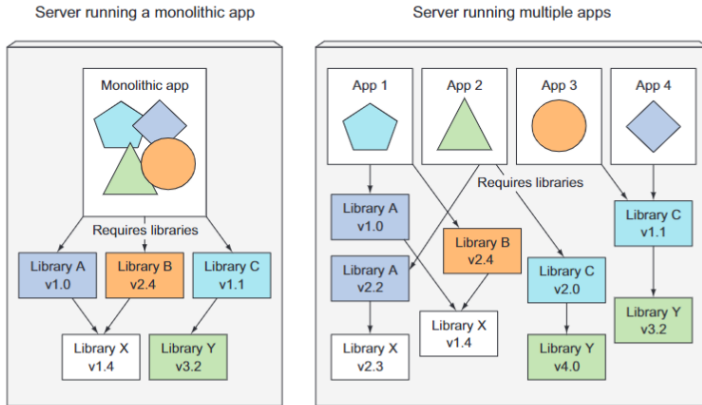 Server running a monolithic app
Monolithic app
Requires libraries
Library A
v1.0
Library B
v2.4
Library C
v1.1
Library X
v1.4
Library Y
v3.2
Server running multiple apps
App 1
App 2
App 3
App 4
Requires libraries
Library A
v1.0
Library B
v2.4
Library C
v1.1
Library A
v2.2
Library C
v2.0
Library X
v1.4
Library Y
v3.2
Library X
v2.3
Library Y
v4.0